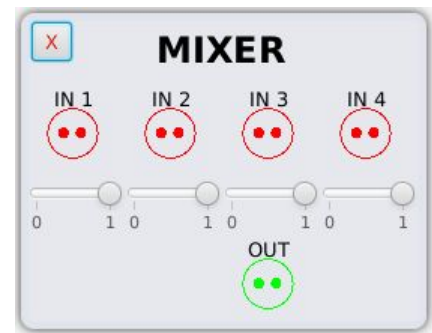 X
MIXER
IN 1 IN 2 IN 3 IN 4
0 1 0 1 0 1 0 1
OUT